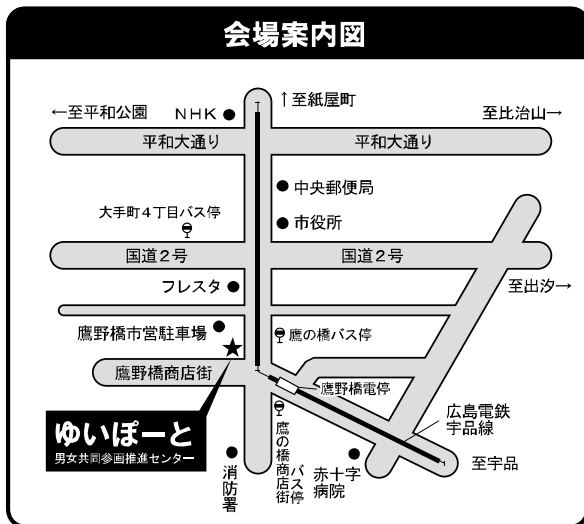 会場案内図
↑至紙屋町
←至平和公園
NHK
至比治山→
平和大通り
平和大通り
中央郵便局
大手町4丁目バス停
市役所
国道2号
国道2号
フレスタ
至出汐→
鷹野橋市営駐車場
鷹の橋バス停
鷹野橋商店街
鷹野橋電停
広島電鉄
宇品線
ゆいぽーと
男女共同参画推進センター
至宇品
消防署
鷹の橋商店街
バス停
赤十字
病院